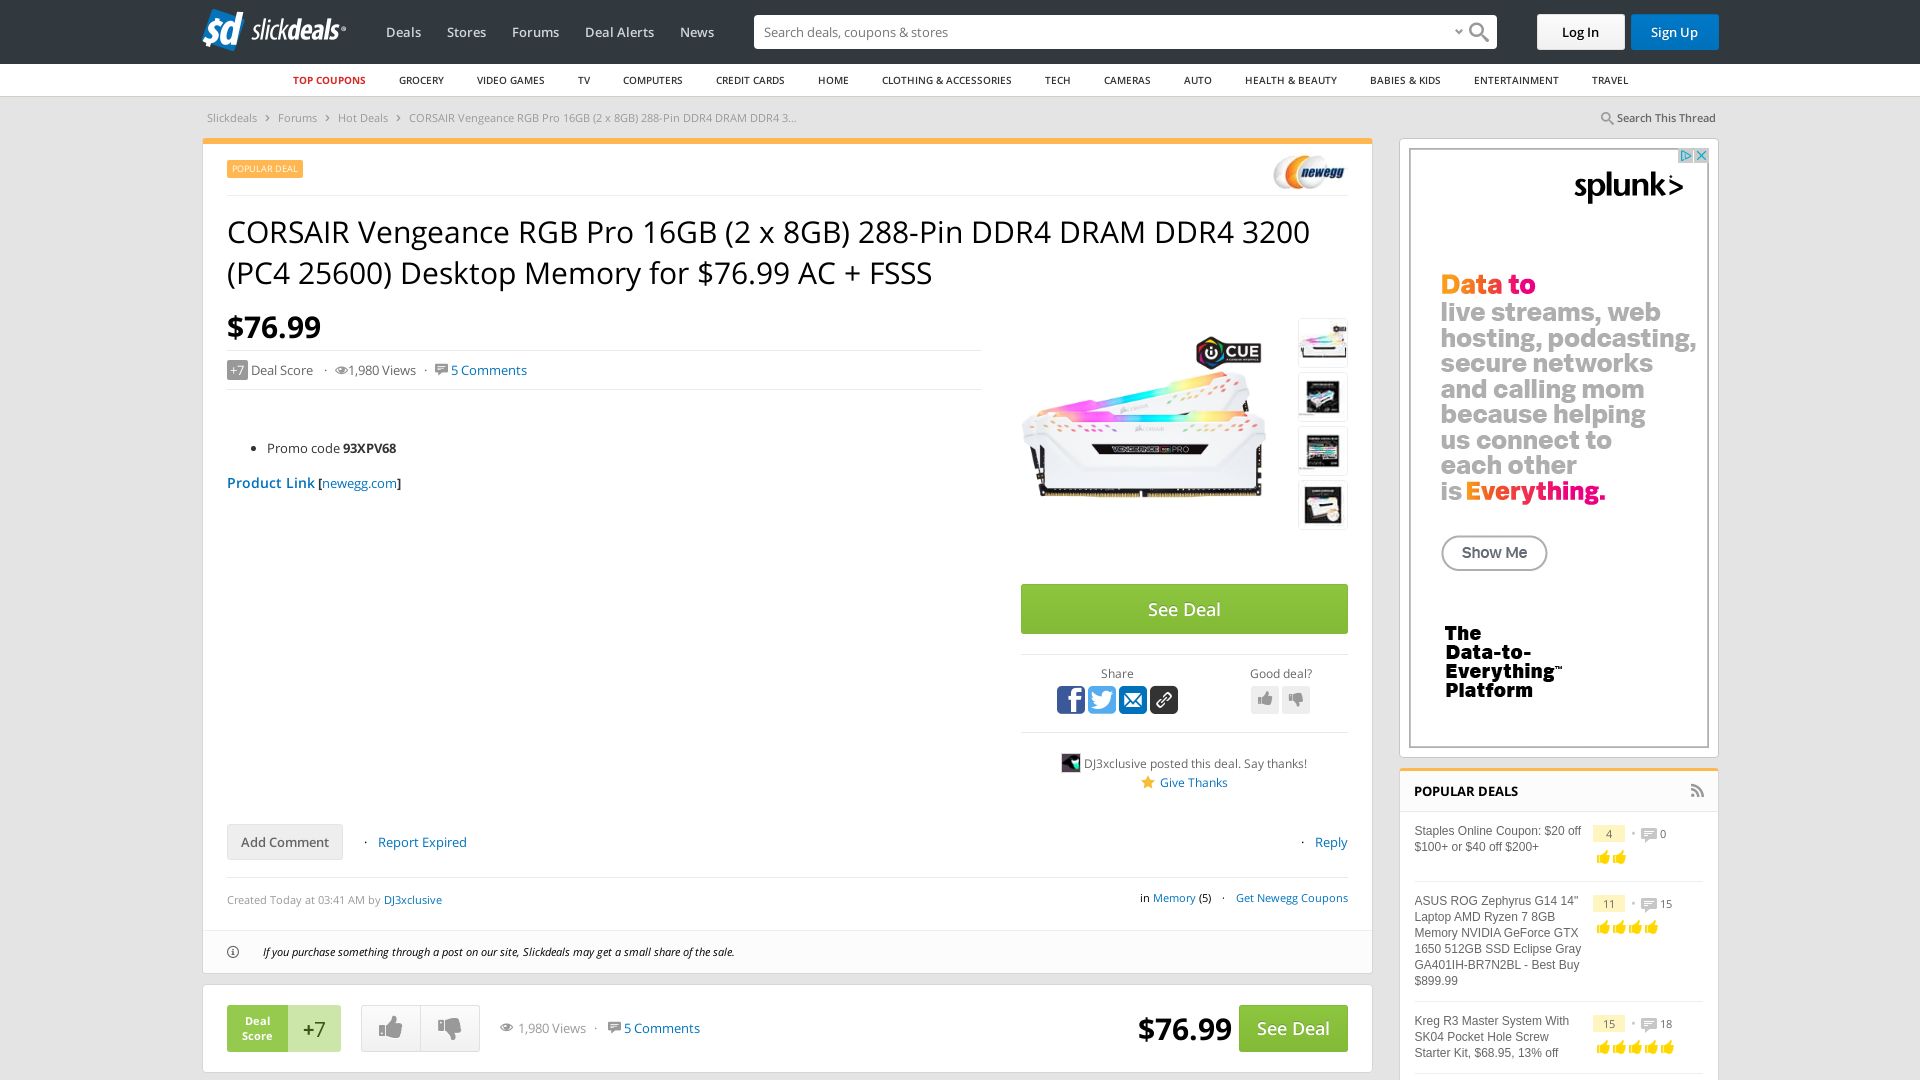 slickdeals
Deals
Stores
Forums
Deal Alerts
News
Search deals, coupons & stores
Log In
Sign Up
TOP COUPONS
GROCERY
VIDEO GAMES
TV
COMPUTERS
CREDIT CARDS
HOME
CLOTHING & ACCESSORIES
TECH
CAMERAS
AUTO
HEALTH & BEAUTY
BABIES & KIDS
ENTERTAINMENT
TRAVEL
Slickdeals › Forums › Hot Deals › CORSAIR Vengeance RGB Pro 16GB (2 x 8GB) 288-Pin DDR4 DRAM DDR4 3...
Search This Thread
POPULAR DEAL
newegg
CORSAIR Vengeance RGB Pro 16GB (2 x 8GB) 288-Pin DDR4 DRAM DDR4 3200
(PC4 25600) Desktop Memory for $76.99 AC + FSSS
$76.99
+7 Deal Score · 1,980 Views · 5 Comments
Promo code 93XPV68
Product Link [newegg.com]
CUE
VENGEANCE RGB PRO
See Deal
Share
Good deal?
DJ3xclusive posted this deal. Say thanks!
Give Thanks
Add Comment
· Report Expired
· Reply
Created Today at 03:41 AM by DJ3xclusive
in Memory (5) · Get Newegg Coupons
If you purchase something through a post on our site, Slickdeals may get a small share of the sale.
Deal
Score
+7
1,980 Views · 5 Comments
$76.99
See Deal
splunk>
Data to
live streams, web
hosting, podcasting,
secure networks
and calling mom
because helping
us connect to
each other
is Everything.
Show Me
The
Data-to-
Everything™
Platform
POPULAR DEALS
Staples Online Coupon: $20 off
$100+ or $40 off $200+
4 • 0
ASUS ROG Zephyrus G14 14"
Laptop AMD Ryzen 7 8GB
Memory NVIDIA GeForce GTX
1650 512GB SSD Eclipse Gray
GA401IH-BR7N2BL - Best Buy
$899.99
11 • 15
Kreg R3 Master System With
SK04 Pocket Hole Screw
Starter Kit, $68.95, 13% off
15 • 18